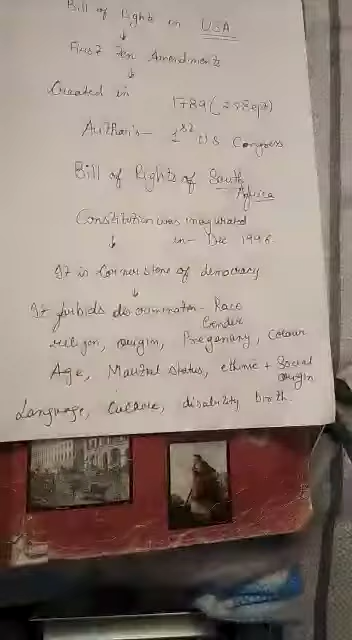 Bill of Rights in USA
First Ten Amendments
Created in
1789 (25 Sept)
Authors - 1st US Congress
Bill of Rights of South
Africa
Constitution was inaugurated
in - Dec 1996
It is corner stone of democracy
It forbids discrimination - Race
Gender
religion, origin, Pregnancy, Colour
Age, Marital status, ethnic + Social
origin
Language, Culture, disability birth.